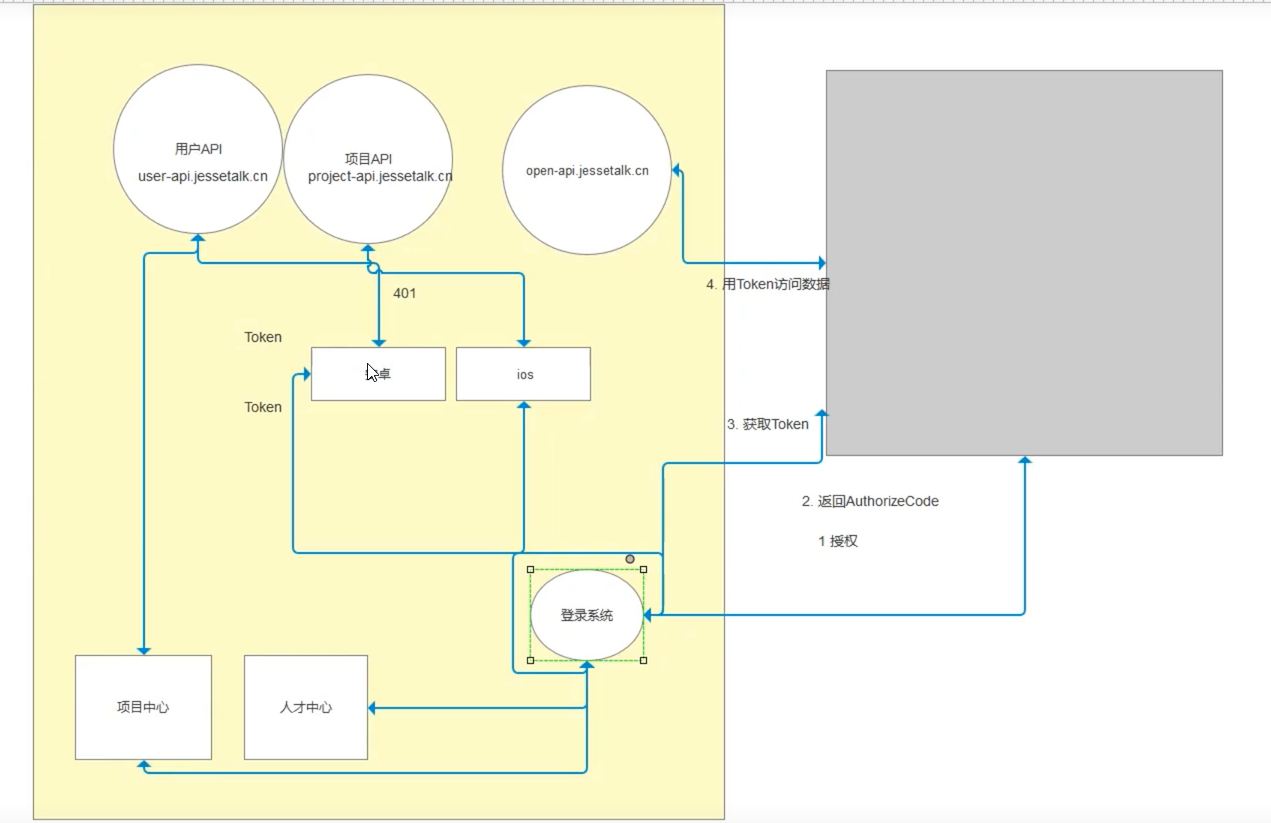 用户API
user-api.jessetalk.cn
项目API
project-api.jessetalk.cn
open-api.jessetalk.cn
4. 用Token访问数据
401
Token
卓
ios
Token
3. 获取Token
2. 返回AuthorizeCode
1 授权
登录系统
项目中心
人才中心